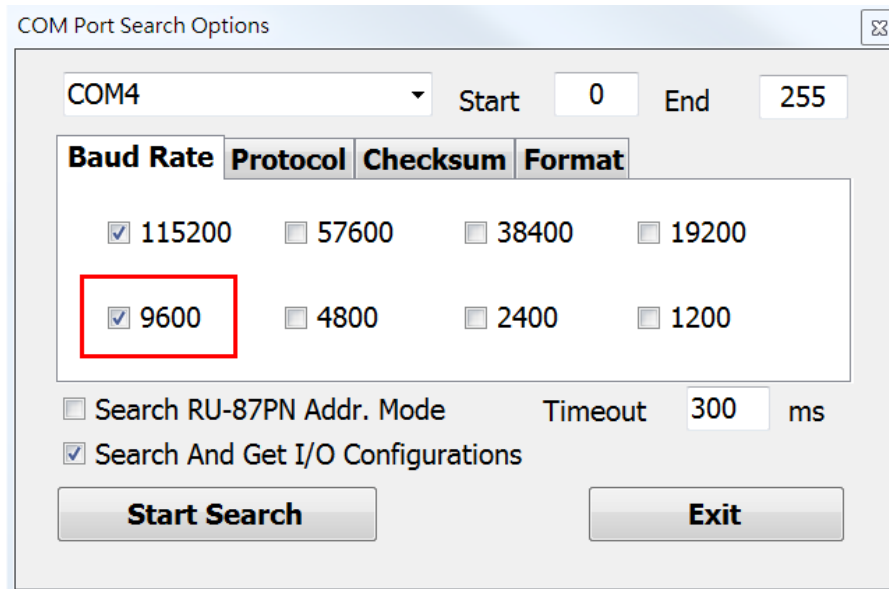 COM Port Search Options
COM4 Start 0 End 255
Baud Rate Protocol Checksum Format
115200 57600 38400 19200
9600 4800 2400 1200
Search RU-87PN Addr. Mode Timeout 300 ms
Search And Get I/O Configurations
Start Search Exit